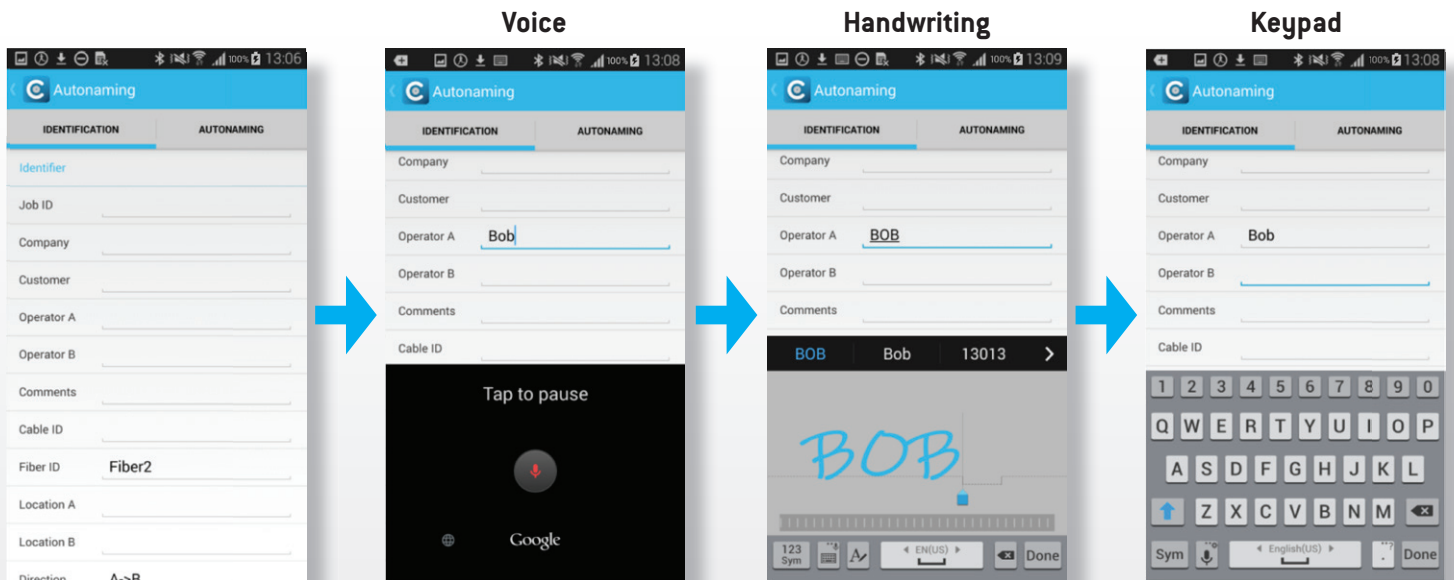 Voice
Handwriting
Keypad
100% 13:06
Autonaming
IDENTIFICATION AUTONAMING
Identifier
Job ID
Company
Customer
Operator A
Operator B
Comments
Cable ID
Fiber ID Fiber2
Location A
Location B
Direction A->B
100% 13:08
Autonaming
IDENTIFICATION AUTONAMING
Company
Customer
Operator A Bob
Operator B
Comments
Cable ID
Tap to pause
Google
100% 13:09
Autonaming
IDENTIFICATION AUTONAMING
Company
Customer
Operator A BOB
Operator B
Comments
BOB Bob 13013 >
BOB
123
Sym EN(US) Done
100% 13:08
Autonaming
IDENTIFICATION AUTONAMING
Company
Customer
Operator A Bob
Operator B
Comments
Cable ID
1 2 3 4 5 6 7 8 9 0
Q W E R T Y U I O P
A S D F G H J K L
Z X C V B N M
Sym English(US) . Done